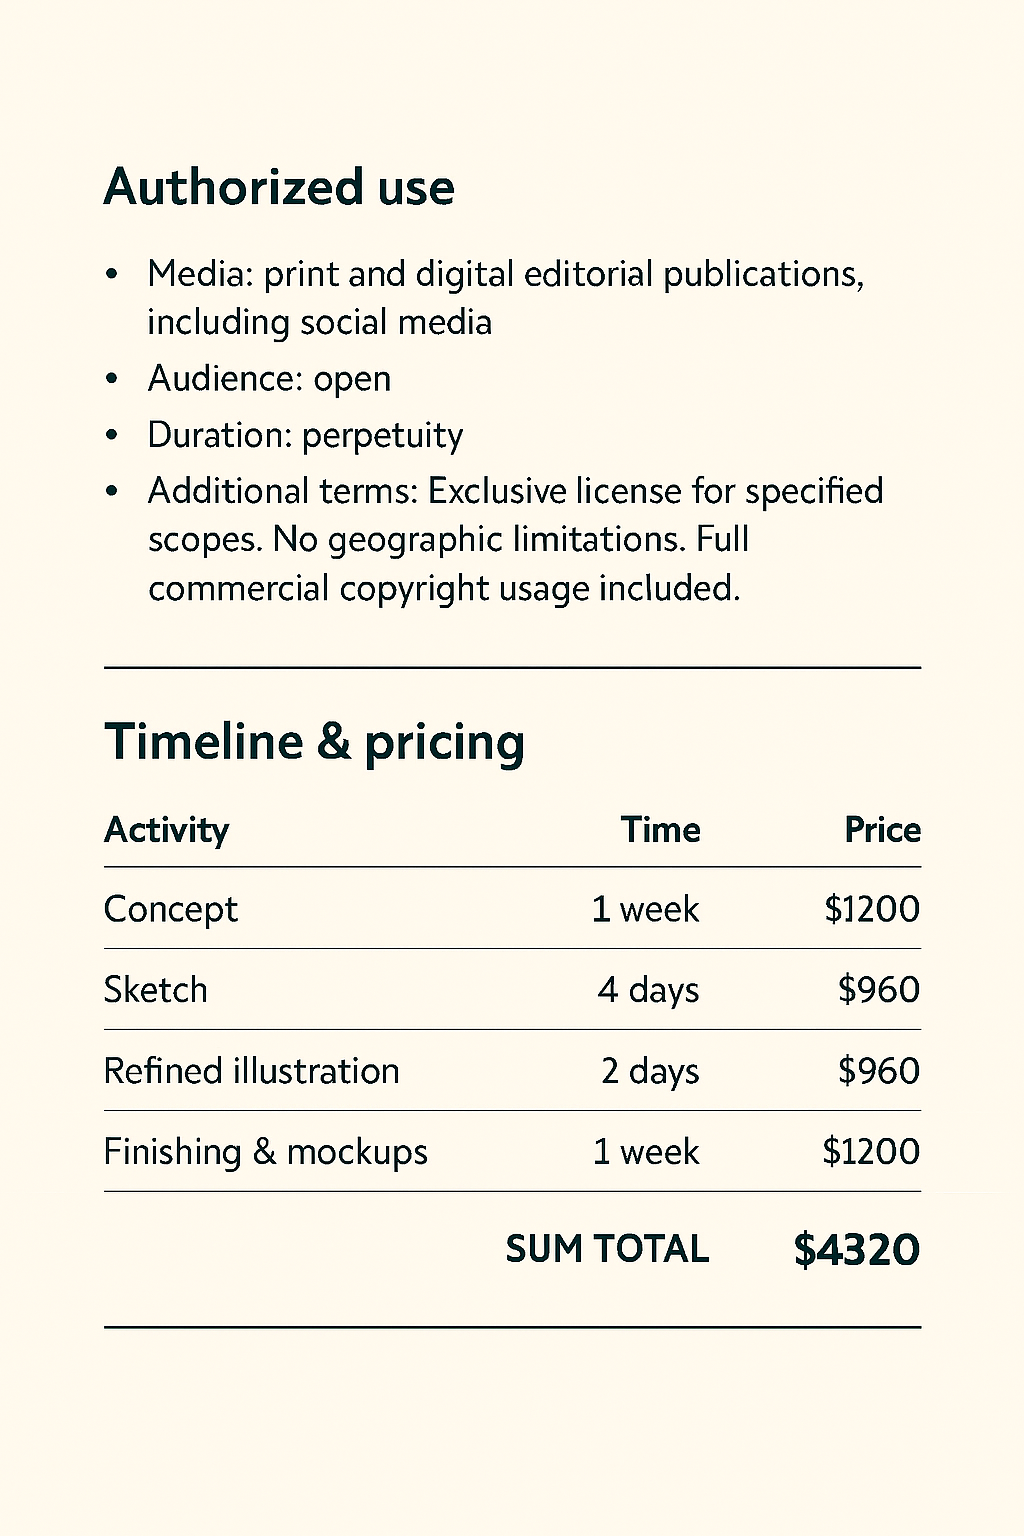 Authorized use
• Media: print and digital editorial publications,
including social media
• Audience: open
• Duration: perpetuity
• Additional terms: Exclusive license for specified
scopes. No geographic limitations. Full
commercial copyright usage included.
Timeline & pricing
Activity Time Price
Concept 1 week $1200
Sketch 4 days $960
Refined illustration 2 days $960
Finishing & mockups 1 week $1200
SUM TOTAL $4320